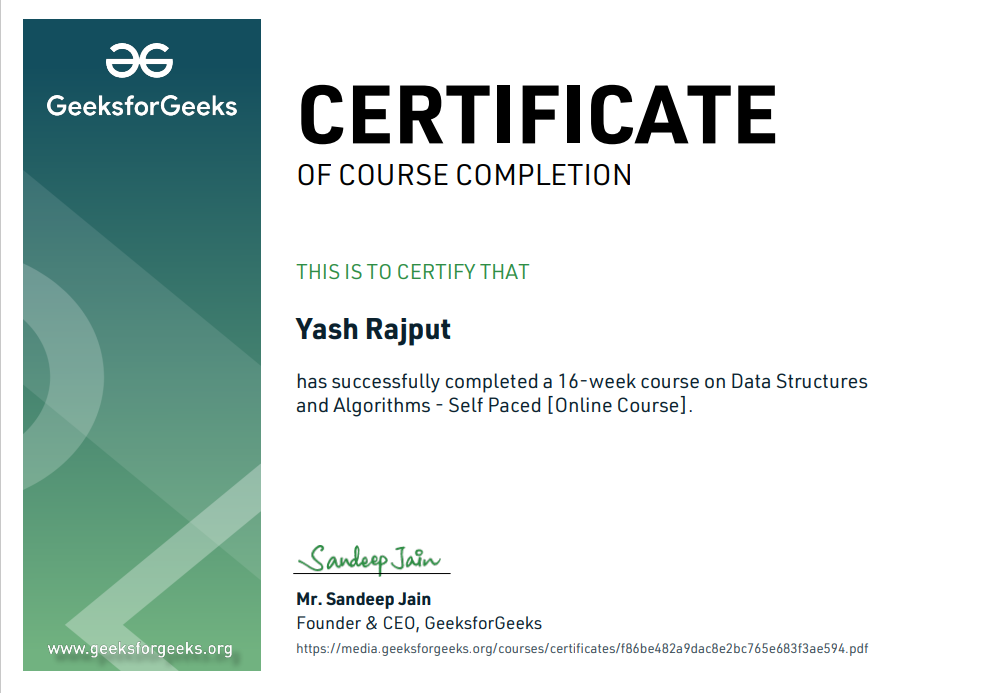 GeeksforGeeks
CERTIFICATE
OF COURSE COMPLETION
THIS IS TO CERTIFY THAT
Yash Rajput
has successfully completed a 16-week course on Data Structures
and Algorithms - Self Paced [Online Course].
Sandeep Jain
Mr. Sandeep Jain
Founder & CEO, GeeksforGeeks
https://media.geeksforgeeks.org/courses/certificates/f86be482a9dac8e2bc765e683f3ae594.pdf
www.geeksforgeeks.org